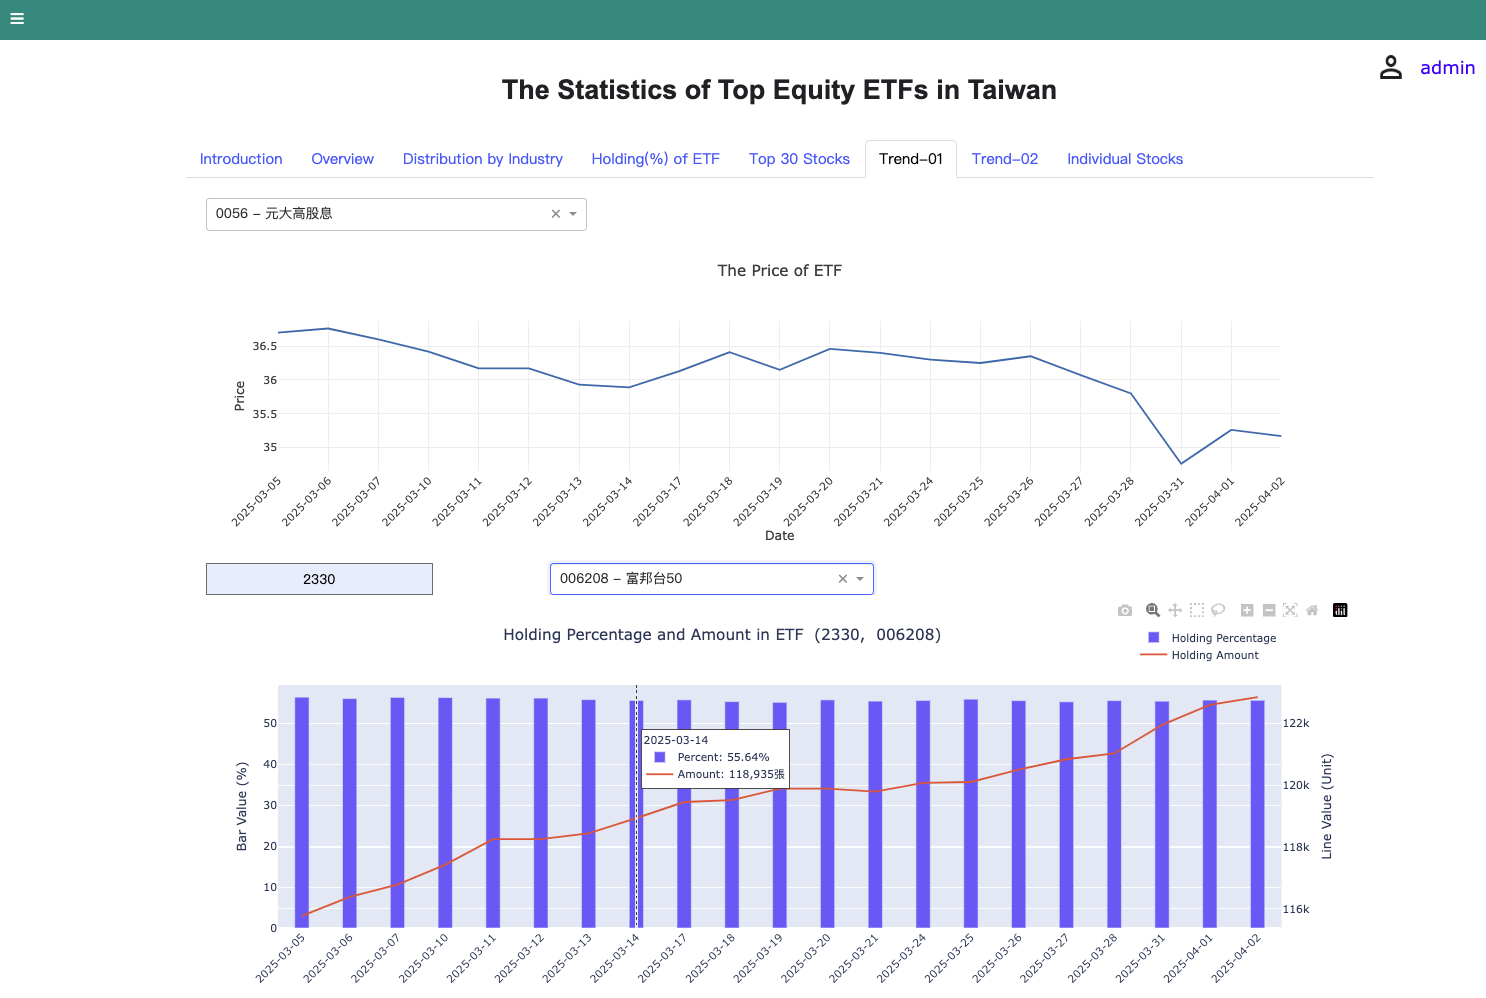 admin
The Statistics of Top Equity ETFs in Taiwan
Introduction
Overview
Distribution by Industry
Holding(%) of ETF
Top 30 Stocks
Trend-01
Trend-02
Individual Stocks
0056 - 元大高股息
The Price of ETF
Price
36.5
36
35.5
35
2025-03-05
2025-03-06
2025-03-07
2025-03-10
2025-03-11
2025-03-12
2025-03-13
2025-03-14
2025-03-17
2025-03-18
2025-03-19
2025-03-20
2025-03-21
2025-03-24
2025-03-25
2025-03-26
2025-03-27
2025-03-28
2025-03-31
2025-04-01
2025-04-02
Date
2330
006208 - 富邦台50
Holding Percentage and Amount in ETF (2330, 006208)
Holding Percentage
Holding Amount
Bar Value (%)
50
40
30
20
10
0
2025-03-14
Percent: 55.64%
Amount: 118,935張
122k
120k
118k
116k
Line Value (Unit)
2025-03-05
2025-03-06
2025-03-07
2025-03-10
2025-03-11
2025-03-12
2025-03-13
2025-03-14
2025-03-17
2025-03-18
2025-03-19
2025-03-20
2025-03-21
2025-03-24
2025-03-25
2025-03-26
2025-03-27
2025-03-28
2025-03-31
2025-04-01
2025-04-02